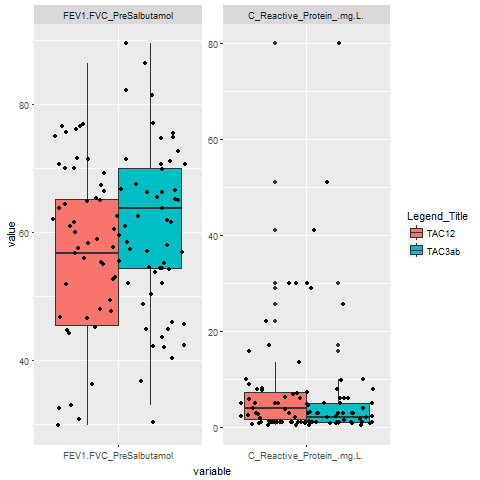 FEV1.FVC_PreSalbutamol
C_Reactive_Protein_.mg.L.
80
60
40
value
80
60
40
20
0
FEV1.FVC_PreSalbutamol
C_Reactive_Protein_.mg.L.
variable
Legend_Title
TAC12
TAC3ab